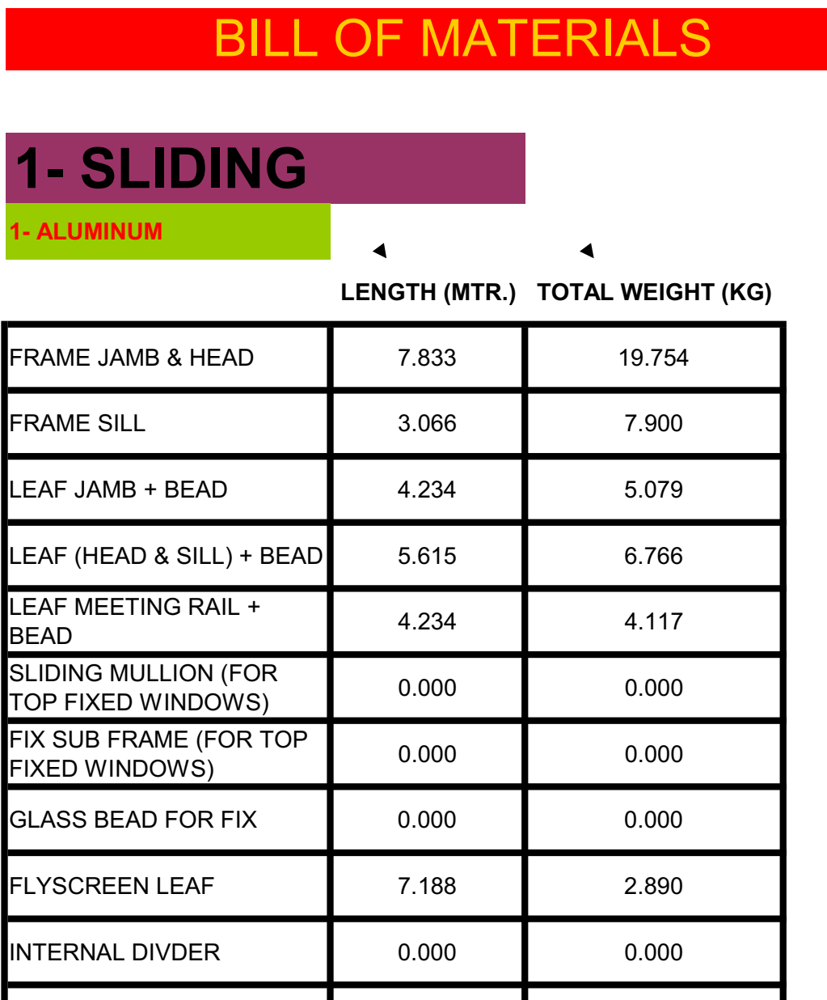 BILL OF MATERIALS
1- SLIDING
1- ALUMINUM
LENGTH (MTR.) TOTAL WEIGHT (KG)
FRAME JAMB & HEAD 7.833 19.754
FRAME SILL 3.066 7.900
LEAF JAMB + BEAD 4.234 5.079
LEAF (HEAD & SILL) + BEAD 5.615 6.766
LEAF MEETING RAIL +
BEAD 4.234 4.117
SLIDING MULLION (FOR
TOP FIXED WINDOWS) 0.000 0.000
FIX SUB FRAME (FOR TOP
FIXED WINDOWS) 0.000 0.000
GLASS BEAD FOR FIX 0.000 0.000
FLYSCREEN LEAF 7.188 2.890
INTERNAL DIVDER 0.000 0.000